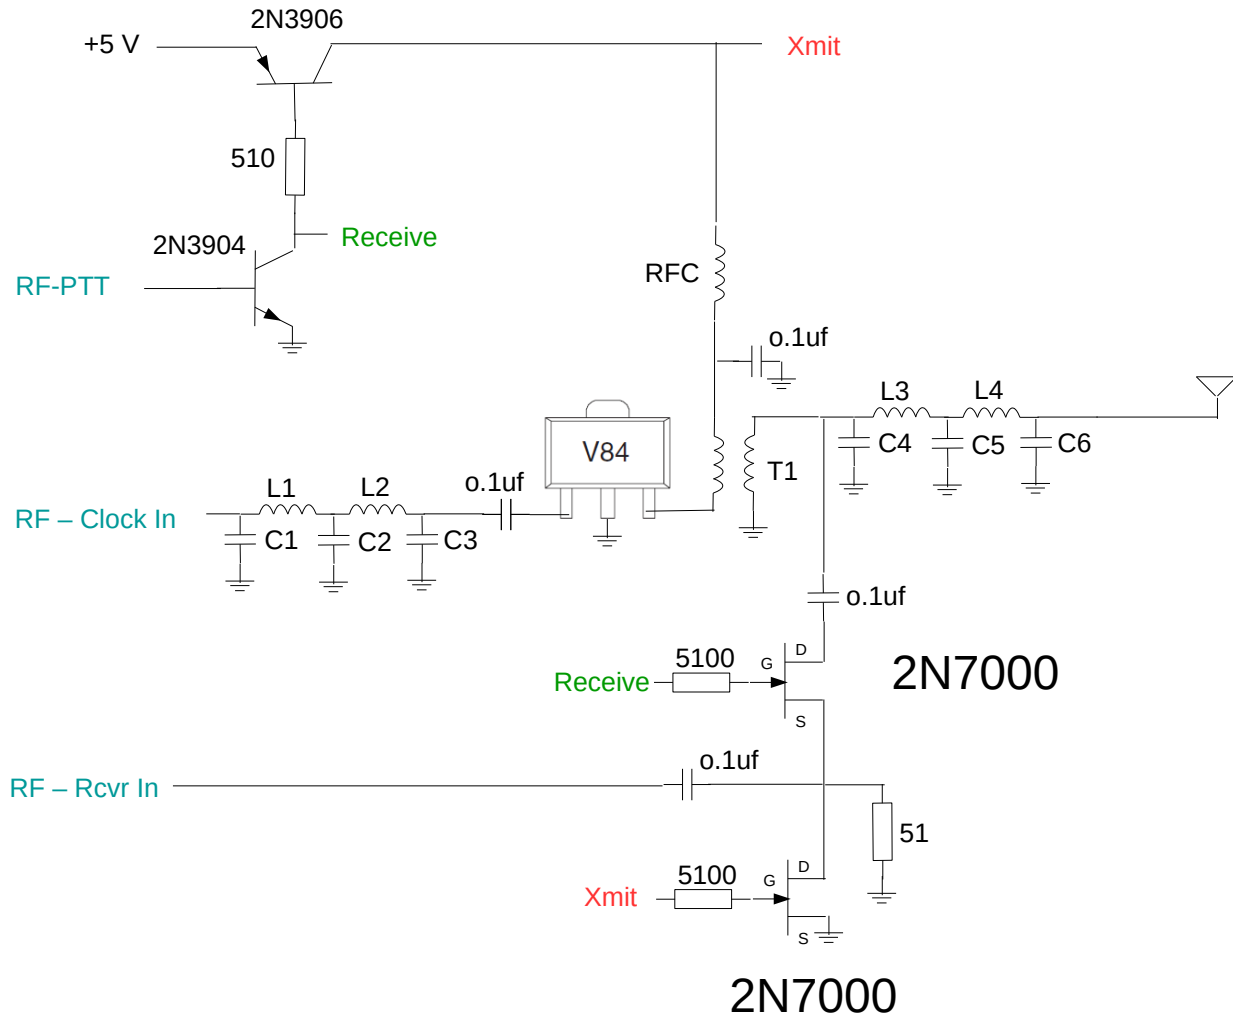 2N3906
+5 V
Xmit
510
2N3904
Receive
RF-PTT
RFC
o.1uf
L3
L4
C4
C5
C6
V84
T1
o.1uf
L1
L2
RF – Clock In
C1
C2
C3
o.1uf
5100
G
D
2N7000
Receive
S
o.1uf
RF – Rcvr In
51
5100
G
D
Xmit
S
2N7000